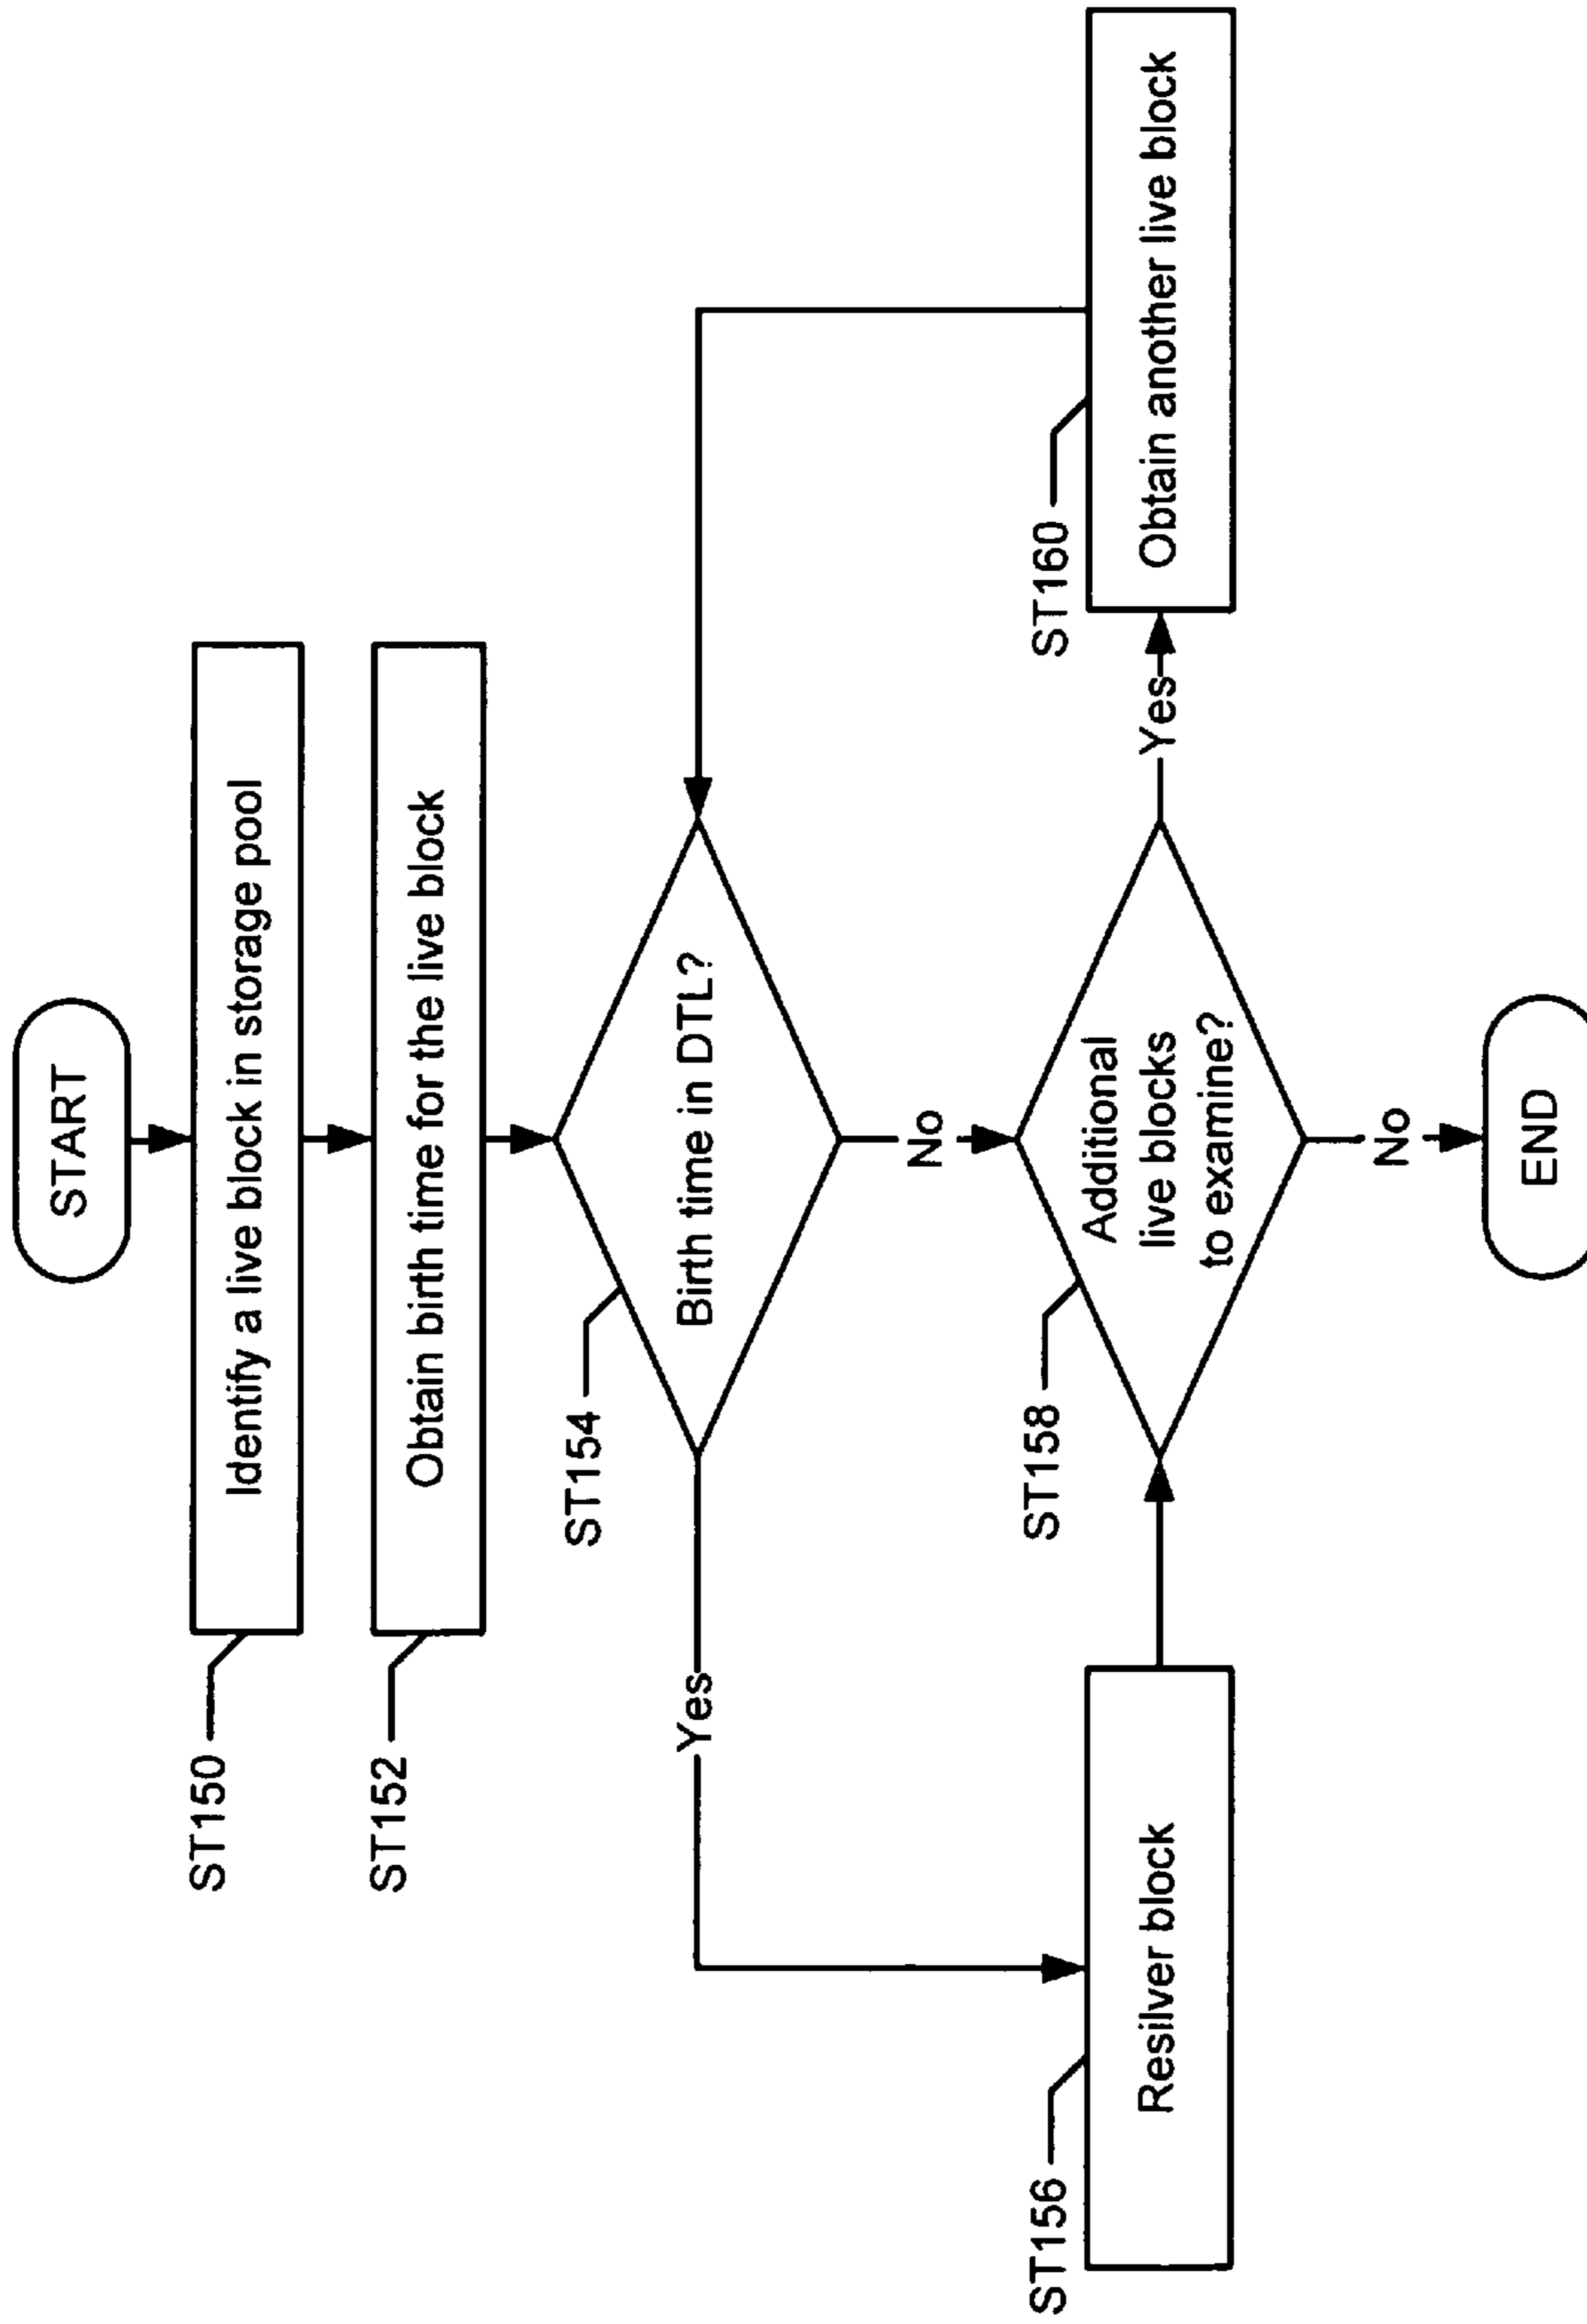 START
ST150
Identify a live block in storage pool
ST152
Obtain birth time for the live block
ST154
Birth time in DTL?
Yes
No
ST156
Resilver block
ST158
Additional
live blocks
to examine?
Yes
ST160
Obtain another live block
No
END